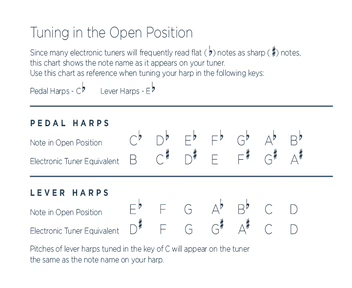 Tuning in the Open Position
Since many electronic tuners will frequently read flat (♭) notes as sharp (♯) notes,
this chart shows the note name as it appears on your tuner.
Use this chart as reference when tuning your harp in the following keys:
Pedal Harps - C♭ Lever Harps - E♭
PEDAL HARPS
Note in Open Position C♭ D♭ E♭ F♭ G♭ A♭ B♭
Electronic Tuner Equivalent B C♯ D♯ E F♯ G♯ A♯
LEVER HARPS
Note in Open Position E♭ F G A♭ B♭ C D
Electronic Tuner Equivalent D♯ F G G♯ A♯ C D
Pitches of lever harps tuned in the key of C will appear on the tuner
the same as the note name on your harp.